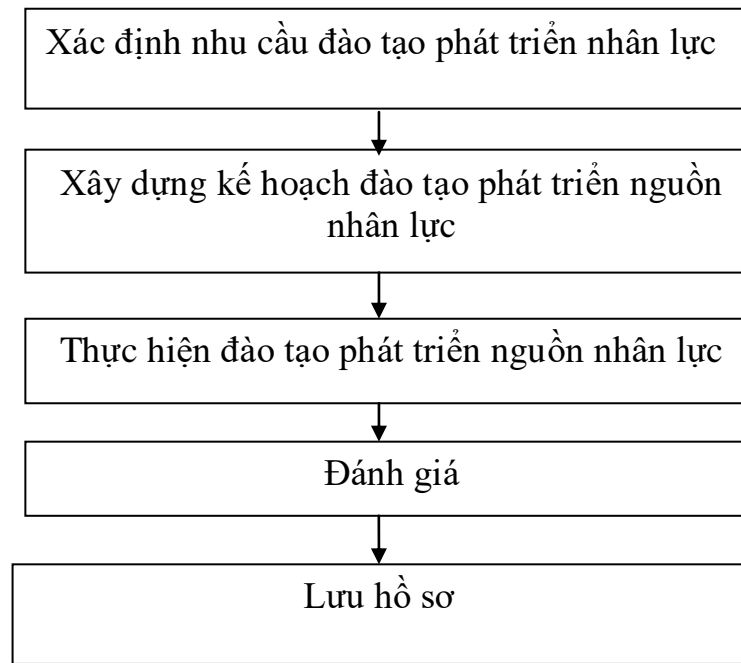 Xác định nhu cầu đào tạo phát triển nhân lực
Xây dựng kế hoạch đào tạo phát triển nguồn
nhân lực
Thực hiện đào tạo phát triển nguồn nhân lực
Đánh giá
Lưu hồ sơ